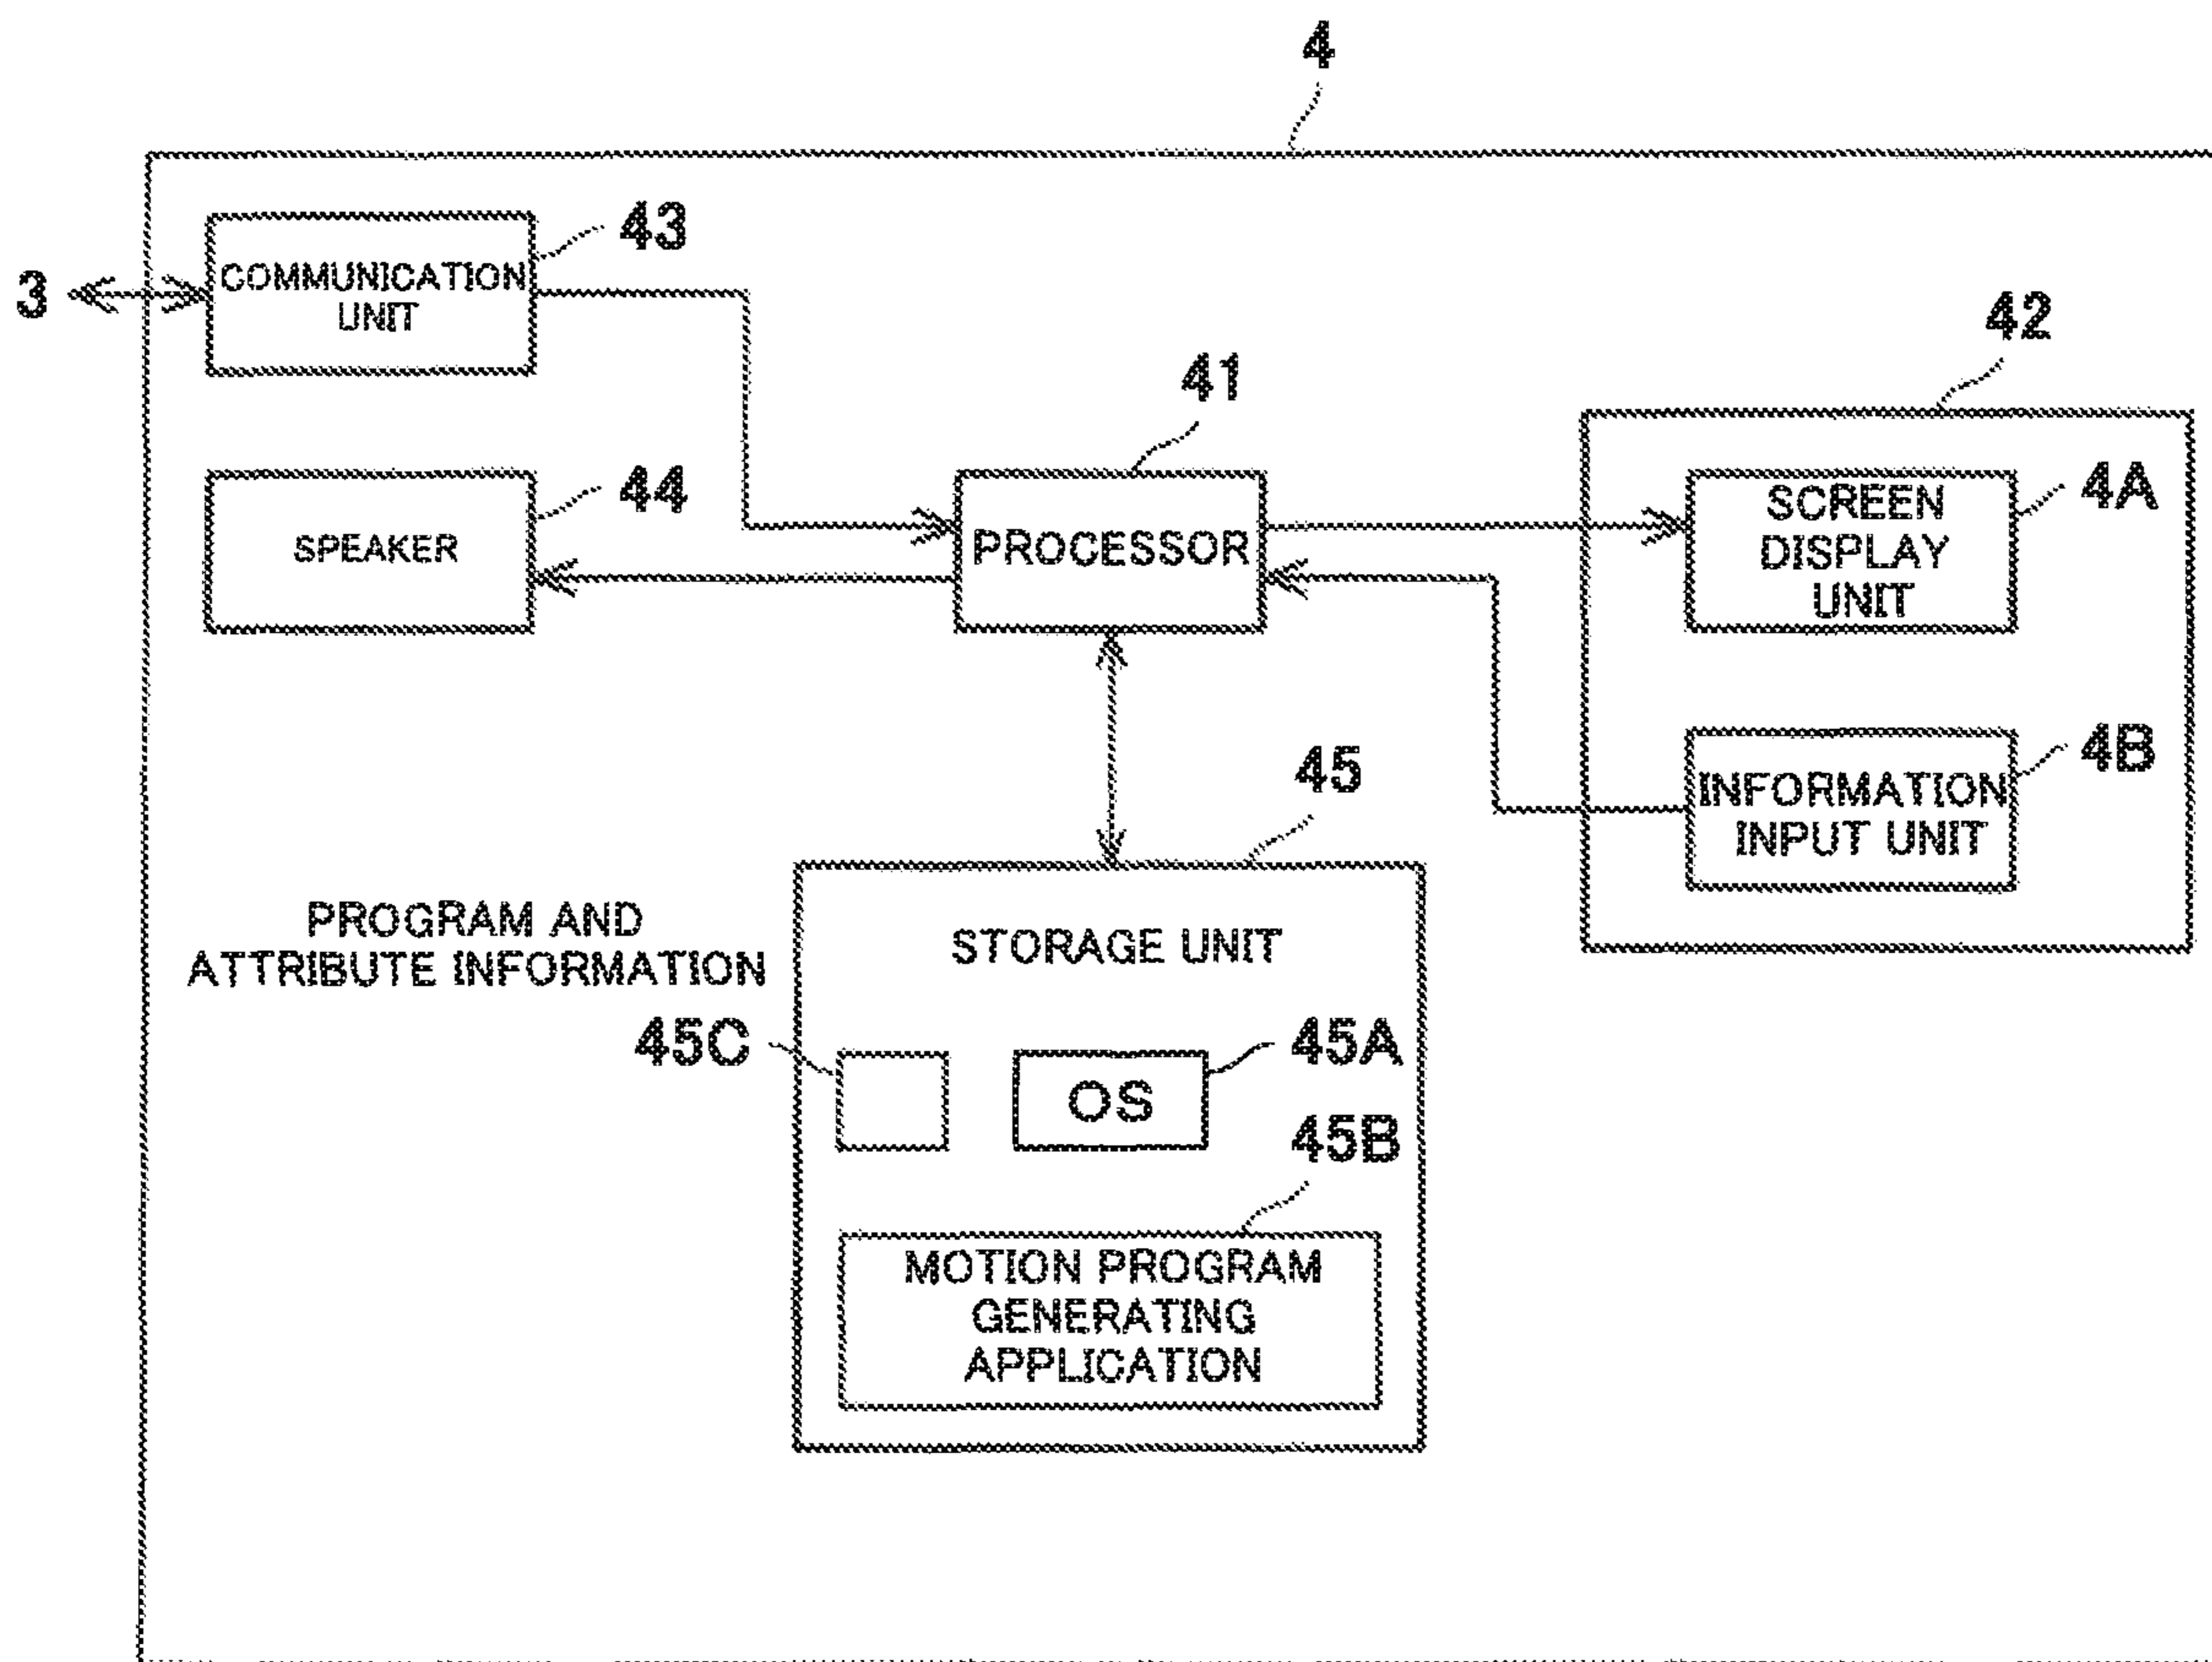 4
43
COMMUNICATION
UNIT
3
42
41
44
SPEAKER
PROCESSOR
SCREEN
DISPLAY
UNIT
4A
4B
INFORMATION
INPUT UNIT
45
PROGRAM AND
ATTRIBUTE INFORMATION
STORAGE UNIT
45C
45A
OS
45B
MOTION PROGRAM
GENERATING
APPLICATION